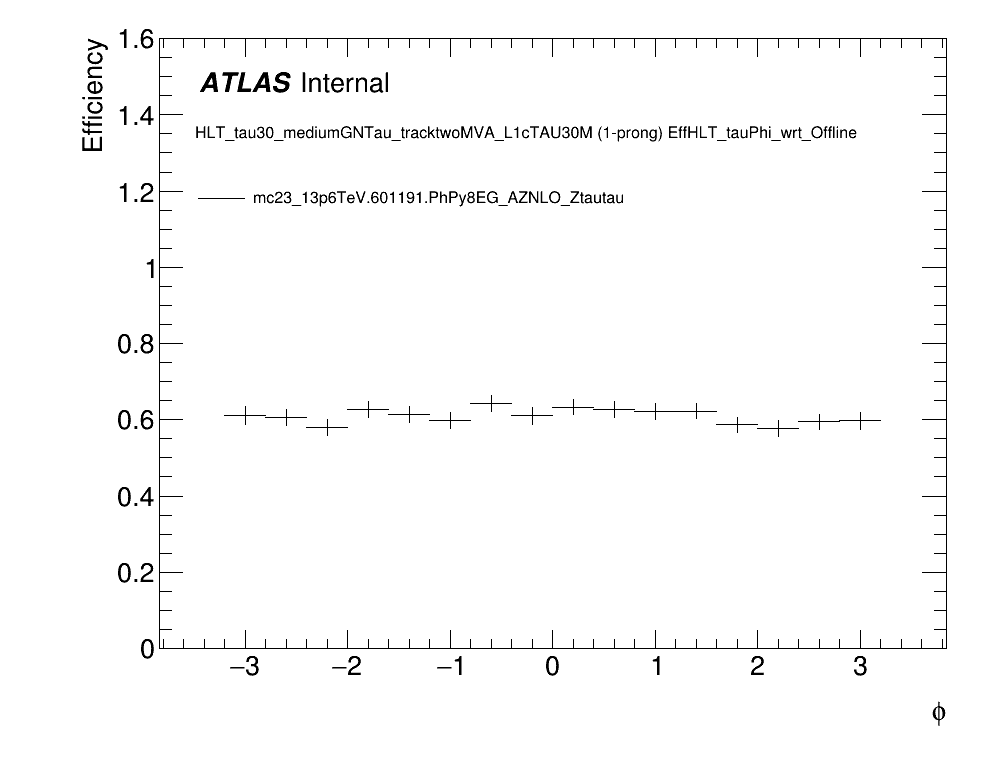 Efficiency
1.6
1.4
1.2
1
0.8
0.6
0.4
0.2
0
ATLAS Internal
HLT_tau30_mediumGNTau_tracktwoMVA_L1cTAU30M (1-prong) EffHLT_tauPhi_wrt_Offline
mc23_13p6TeV.601191.PhPy8EG_AZNLO_Ztautau
−3 −2 −1 0 1 2 3
ϕ